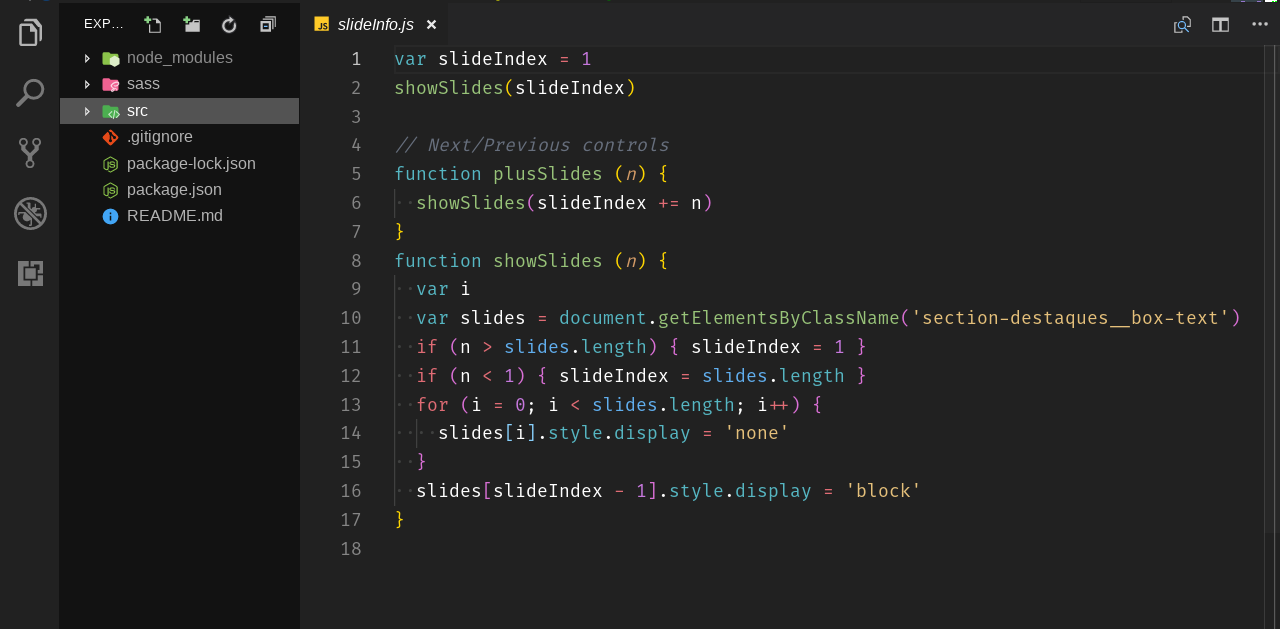 EXP...
node_modules
sass
src
.gitignore
package-lock.json
package.json
README.md
JS slideInfo.js ×
1 var slideIndex = 1
2 showSlides(slideIndex)
3
4 // Next/Previous controls
5 function plusSlides (n) {
6 showSlides(slideIndex += n)
7 }
8 function showSlides (n) {
9 var i
10 var slides = document.getElementsByClassName('section-destaques__box-text')
11 if (n > slides.length) { slideIndex = 1 }
12 if (n < 1) { slideIndex = slides.length }
13 for (i = 0; i < slides.length; i++) {
14 slides[i].style.display = 'none'
15 }
16 slides[slideIndex - 1].style.display = 'block'
17 }
18